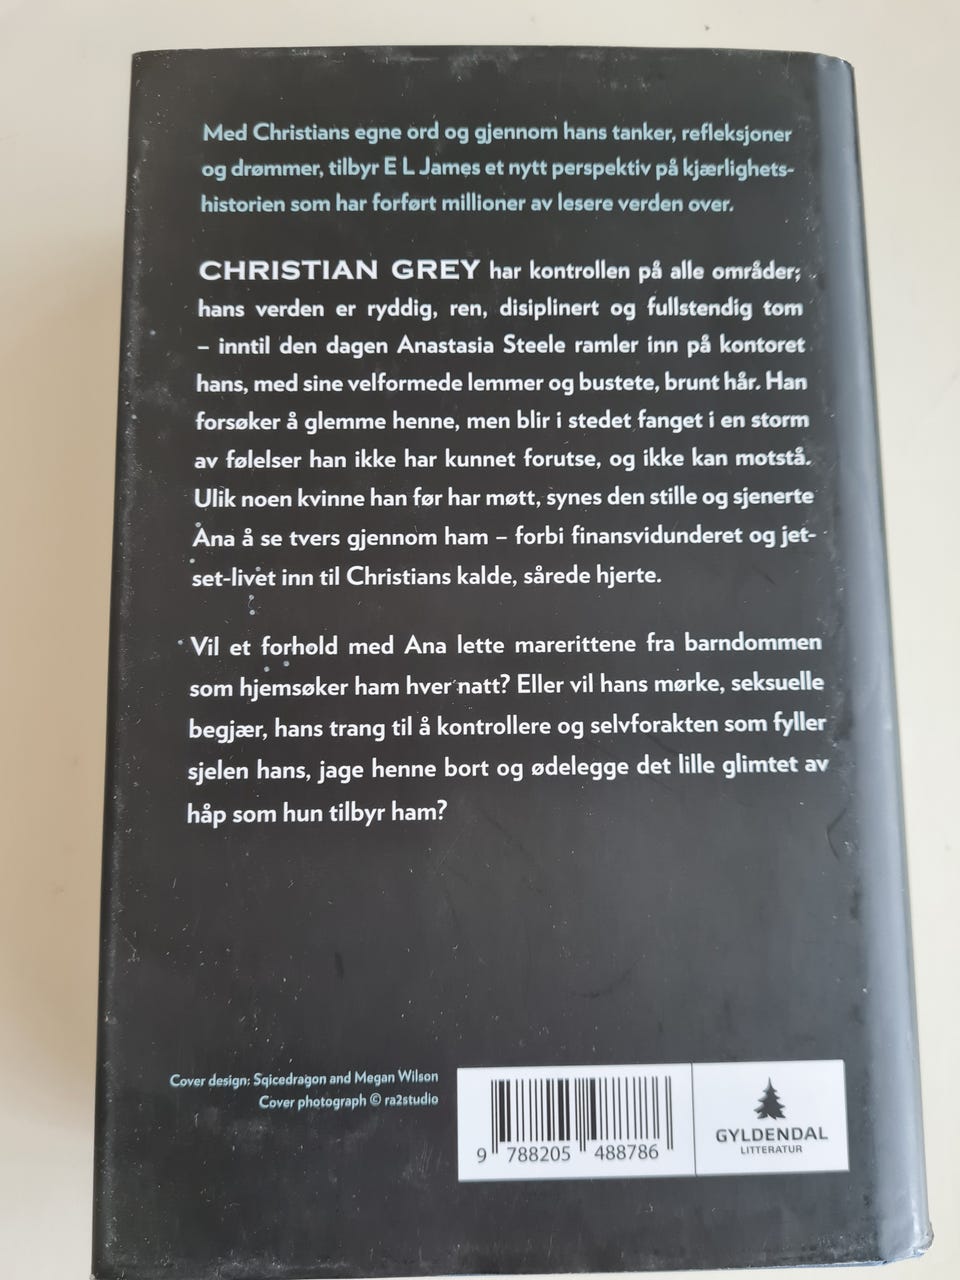 Med Christians egne ord og gjennom hans tanker, refleksjoner
og drømmer, tilbyr E L James et nytt perspektiv på kjærlighets-
historien som har forført millioner av lesere verden over.
CHRISTIAN GREY har kontrollen på alle områder;
hans verden er ryddig, ren, disiplinert og fullstendig tom
– inntil den dagen Anastasia Steele ramler inn på kontoret
hans, med sine velformede lemmer og bustete, brunt hår. Han
forsøker å glemme henne, men blir i stedet fanget i en storm
av følelser han ikke har kunnet forutse, og ikke kan motstå.
Ulik noen kvinne han før har møtt, synes den stille og sjenerte
Ana å se tvers gjennom ham – forbi finansvidunderet og jet-
set-livet inn til Christians kalde, sårede hjerte.
Vil et forhold med Ana lette marerittene fra barndommen
som hjemsøker ham hver natt? Eller vil hans mørke, seksuelle
begjær, hans trang til å kontrollere og selvforakten som fyller
sjelen hans, jage henne bort og ødelegge det lille glimtet av
håp som hun tilbyr ham?
Cover design: Sqicedragon and Megan Wilson
Cover photograph © ra2studio
9 788205 488786
GYLDENDAL
LITTERATUR